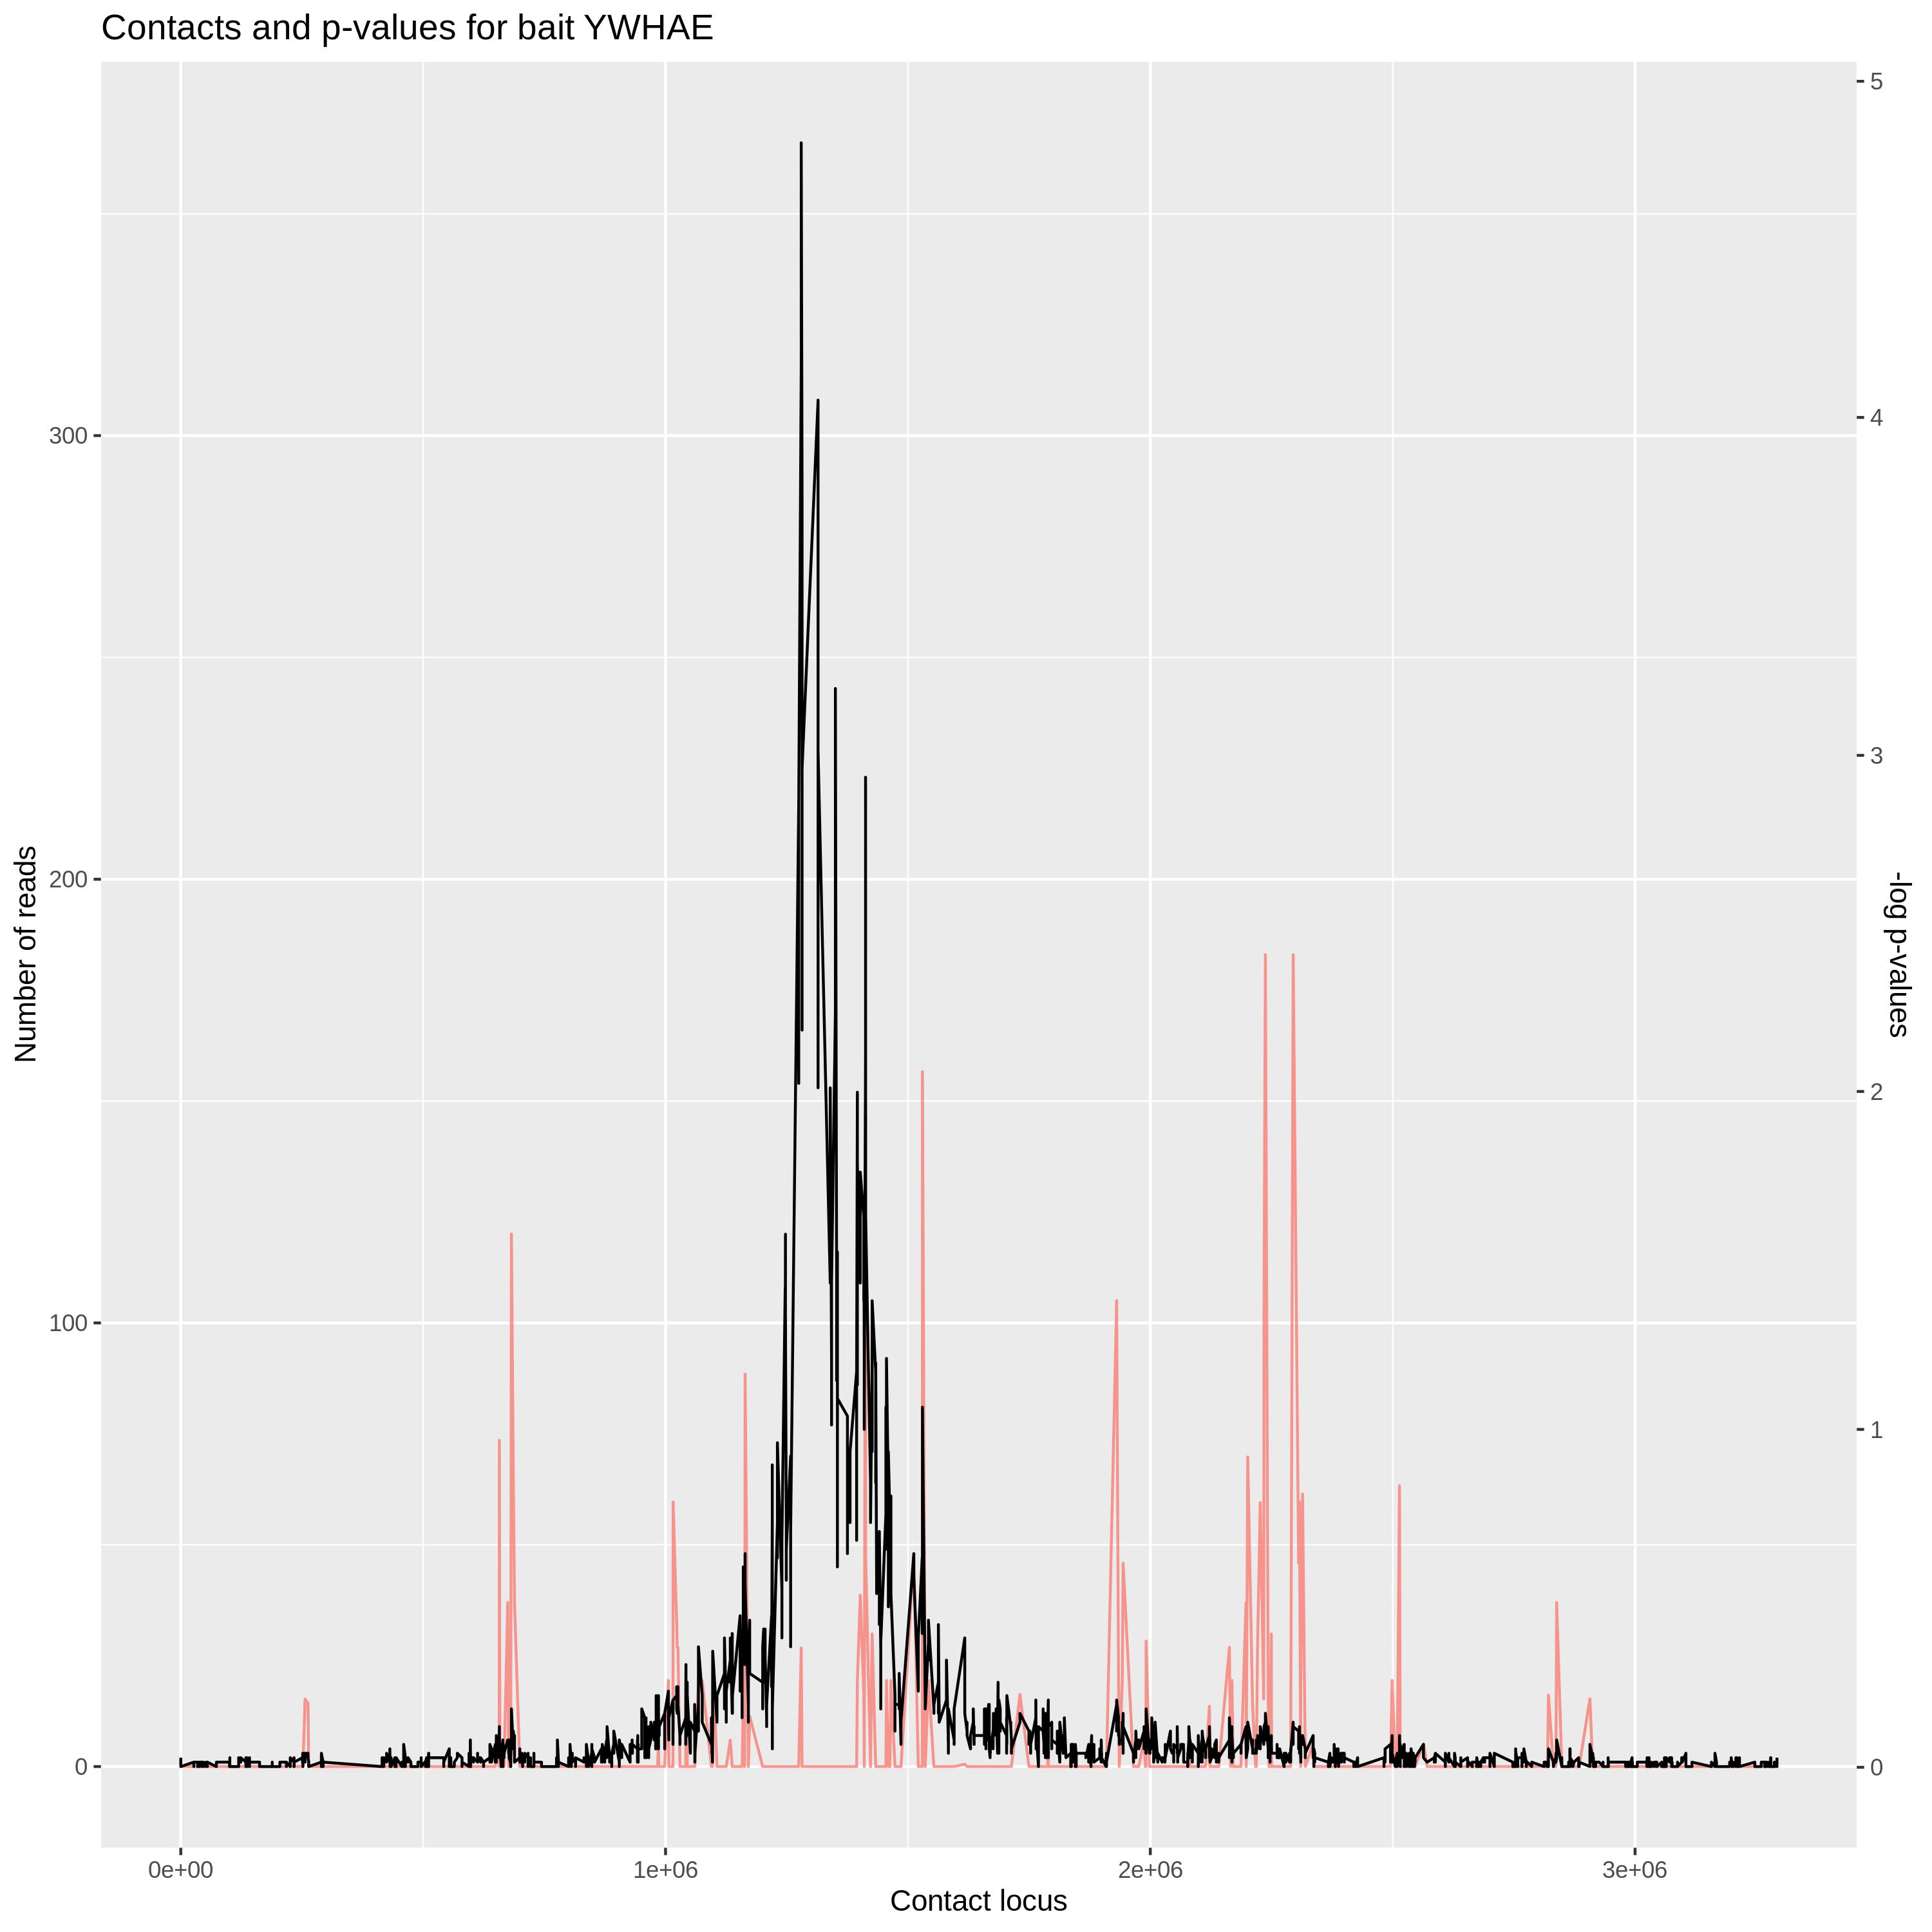 Contacts and p-values for bait YWHAE
Number of reads
300
200
100
0
5
4
3
2
1
0
-log p-values
0e+00
1e+06
2e+06
3e+06
Contact locus